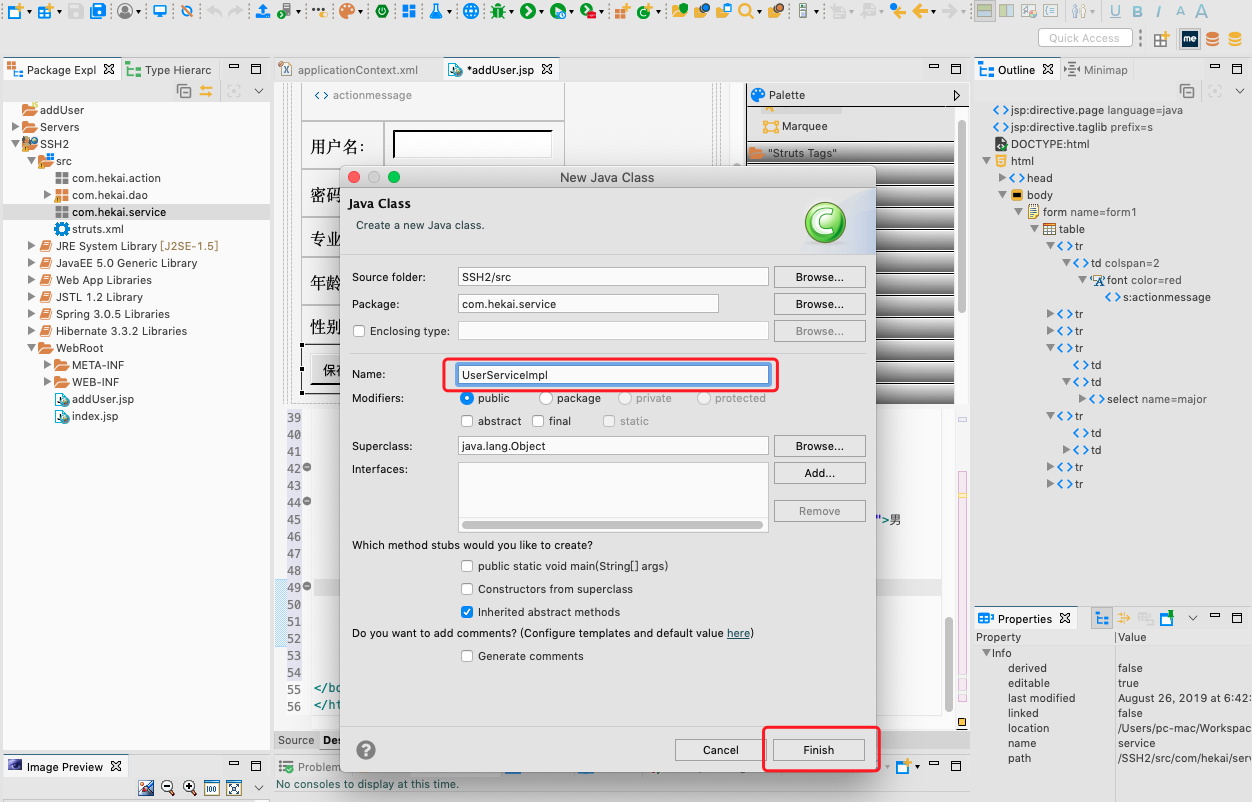 Quick Access
Package Expl
Type Hierarc
addUser
Servers
SSH2
src
com.hekai.action
com.hekai.dao
com.hekai.service
struts.xml
JRE System Library [J2SE-1.5]
JavaEE 5.0 Generic Library
Web App Libraries
JSTL 1.2 Library
Spring 3.0.5 Libraries
Hibernate 3.3.2 Libraries
WebRoot
META-INF
WEB-INF
addUser.jsp
index.jsp
Image Preview
100
applicationContext.xml
*addUser.jsp
actionmessage
用户名:
密码
专业
年龄
性别
保
Palette
Marquee
"Struts Tags"
39
40
41
42
43
44
45
">男
46
47
48
49
50
51
52
53
54
55
</bo
56
</ht
Source
Des
Problem
No consoles to display at this time.
New Java Class
Java Class
Create a new Java class.
Source folder:
SSH2/src
Browse...
Package:
com.hekai.service
Browse...
Enclosing type:
Browse...
Name:
UserServiceImpl
Modifiers:
public
package
private
protected
abstract
final
static
Superclass:
java.lang.Object
Browse...
Interfaces:
Add...
Remove
Which method stubs would you like to create?
public static void main(String[] args)
Constructors from superclass
Inherited abstract methods
Do you want to add comments? (Configure templates and default value here)
Generate comments
?
Cancel
Finish
Outline
Minimap
jsp:directive.page language=java
jsp:directive.taglib prefix=s
DOCTYPE:html
html
head
body
form name=form1
table
tr
td colspan=2
font color=red
s:actionmessage
tr
tr
tr
td
td
select name=major
tr
td
td
tr
tr
Properties
Property
Value
Info
derived
false
editable
true
last modified
August 26, 2019 at 6:42:
linked
false
location
/Users/pc-mac/Workspac
name
service
path
/SSH2/src/com/hekai/serv